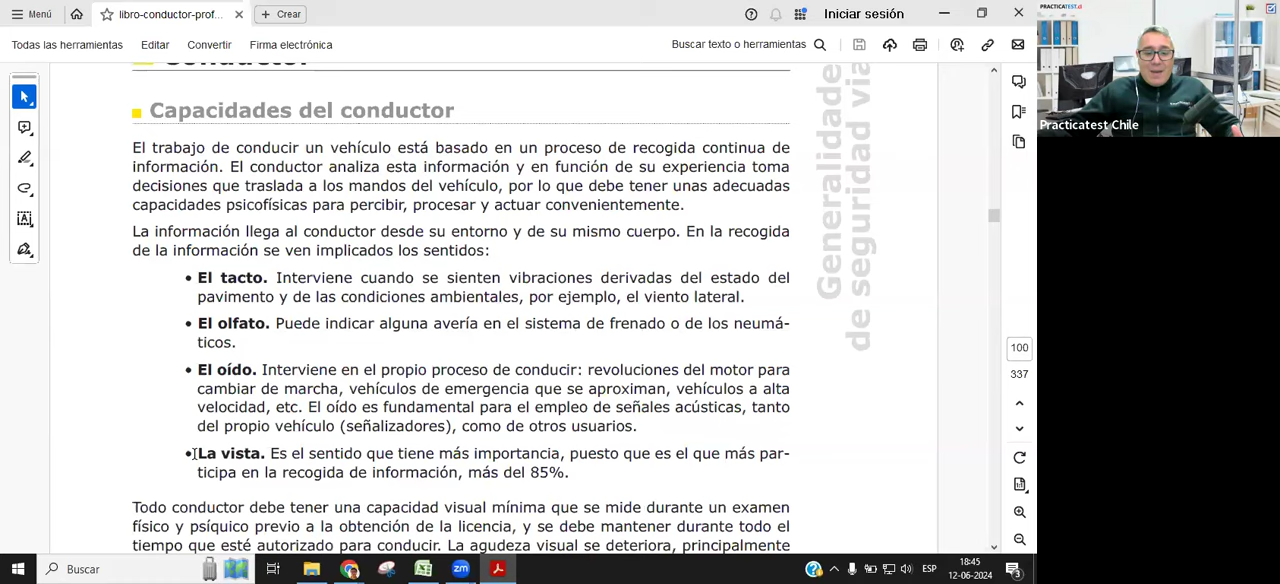 Menú
libro-conductor-prof...
Crear
Iniciar sesión
Todas las herramientas
Editar
Convertir
Firma electrónica
Buscar texto o herramientas
PRACTICATEST.cl
Practicatest Chile
Conductor
Capacidades del conductor
El trabajo de conducir un vehículo está basado en un proceso de recogida continua de
información. El conductor analiza esta información y en función de su experiencia toma
decisiones que traslada a los mandos del vehículo, por lo que debe tener unas adecuadas
capacidades psicofísicas para percibir, procesar y actuar convenientemente.
La información llega al conductor desde su entorno y de su mismo cuerpo. En la recogida
de la información se ven implicados los sentidos:
• El tacto. Interviene cuando se sienten vibraciones derivadas del estado del
pavimento y de las condiciones ambientales, por ejemplo, el viento lateral.
• El olfato. Puede indicar alguna avería en el sistema de frenado o de los neumá-
ticos.
• El oído. Interviene en el propio proceso de conducir: revoluciones del motor para
cambiar de marcha, vehículos de emergencia que se aproximan, vehículos a alta
velocidad, etc. El oído es fundamental para el empleo de señales acústicas, tanto
del propio vehículo (señalizadores), como de otros usuarios.
• La vista. Es el sentido que tiene más importancia, puesto que es el que más par-
ticipa en la recogida de información, más del 85%.
Todo conductor debe tener una capacidad visual mínima que se mide durante un examen
físico y psíquico previo a la obtención de la licencia, y se debe mantener durante todo el
tiempo que esté autorizado para conducir. La agudeza visual se deteriora, principalmente
Generalidades
de seguridad via
100
337
Buscar
zm
ESP
18:45
12-06-2024
3